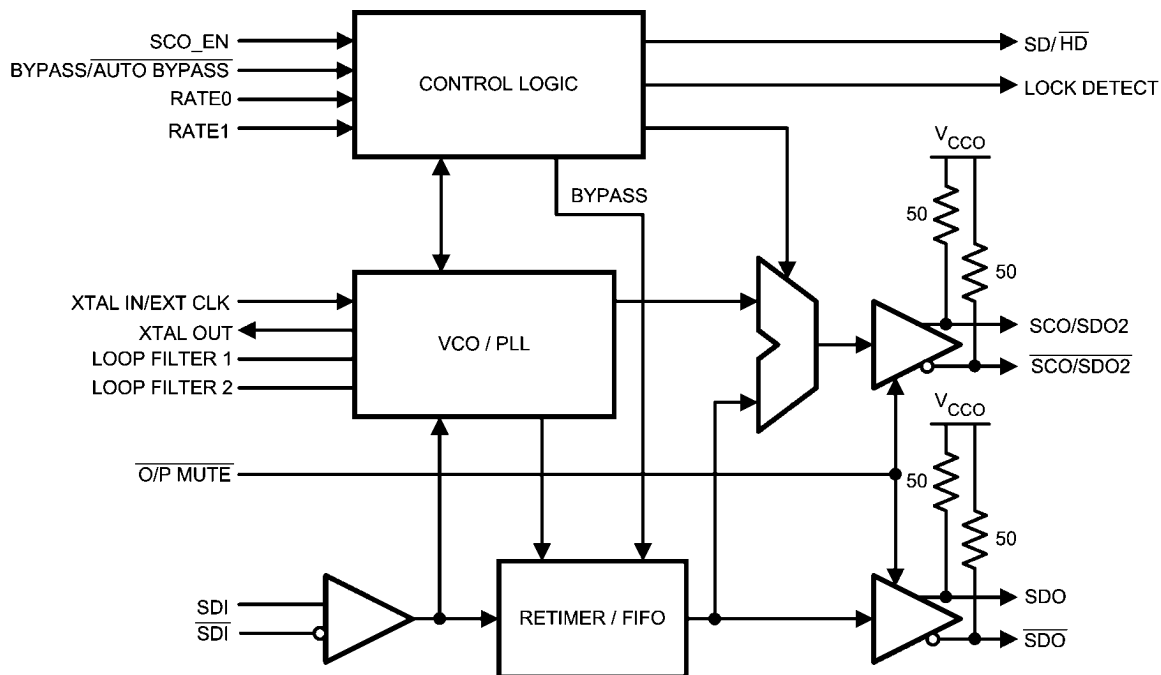 SCO_EN
BYPASS/AUTO BYPASS
RATE0
RATE1
CONTROL LOGIC
SD/HD
LOCK DETECT
BYPASS
VCCO
50
50
XTAL IN/EXT CLK
XTAL OUT
LOOP FILTER 1
LOOP FILTER 2
VCO / PLL
SCO/SDO2
SCO/SDO2
VCCO
O/P MUTE
50
50
SDI
SDI
RETIMER / FIFO
SDO
SDO